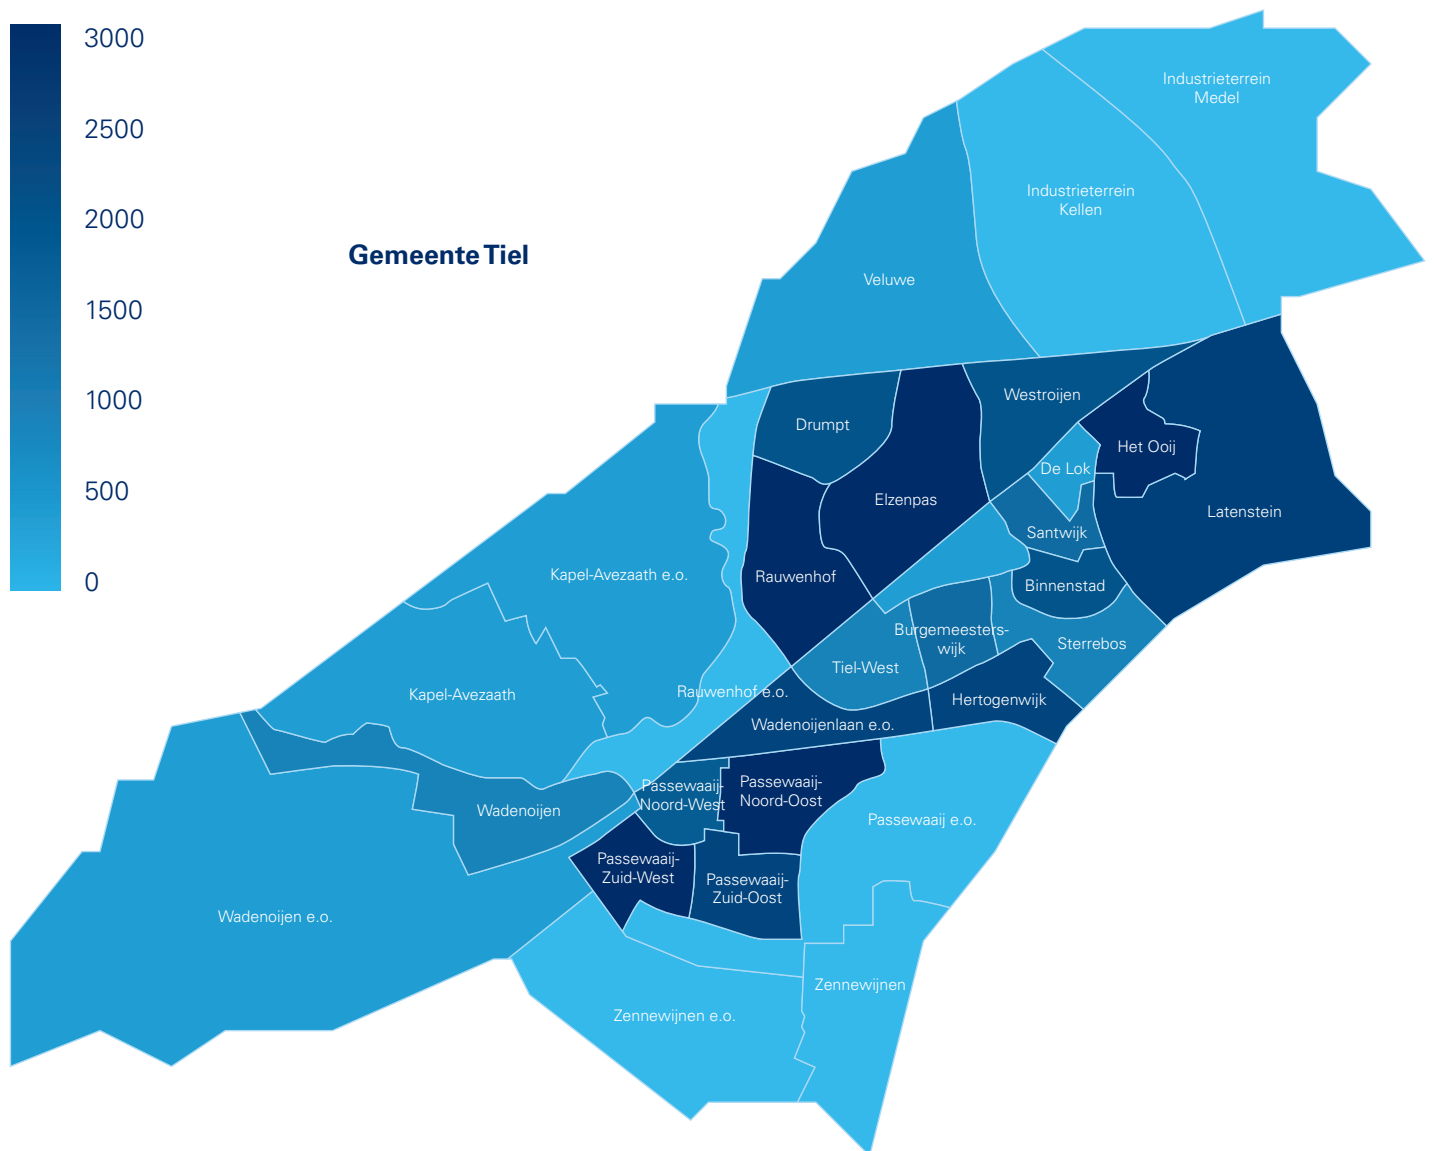 3000
2500
2000
1500
1000
500
0
Gemeente Tiel
Industrieterrein
Medel
Industrieterrein
Kellen
Veluwe
Westroijen
Drumpt
Het Ooij
De Lok
Elzenpas
Latenstein
Santwijk
Kapel-Avezaath e.o.
Rauwenhof
Binnenstad
Burgemeesters-
wijk
Sterrebos
Tiel-West
Kapel-Avezaath
Rauwenhof e.o.
Hertogenwijk
Wadenoijenlaan e.o.
Passewaaij-
Noord-West
Passewaaij-
Noord-Oost
Wadenoijen
Passewaaij e.o.
Passewaaij-
Zuid-West
Passewaaij-
Zuid-Oost
Wadenoijen e.o.
Zennewijnen
Zennewijnen e.o.